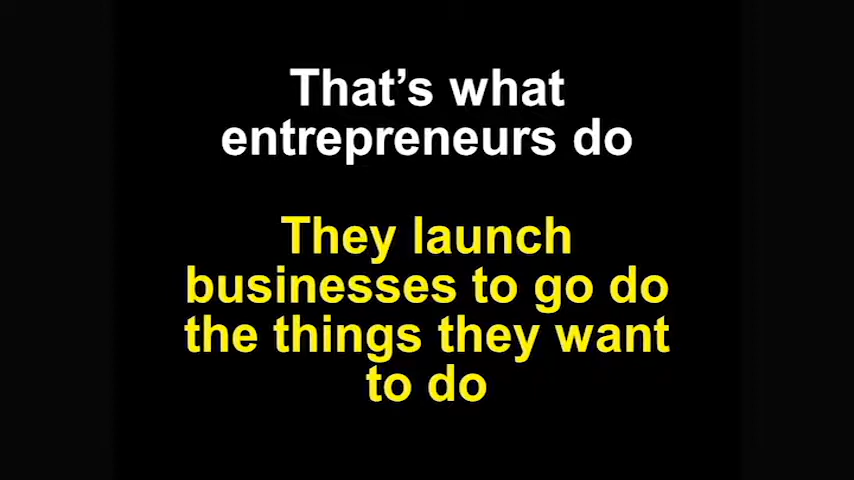 That’s what
entrepreneurs do
They launch
businesses to go do
the things they want
to do